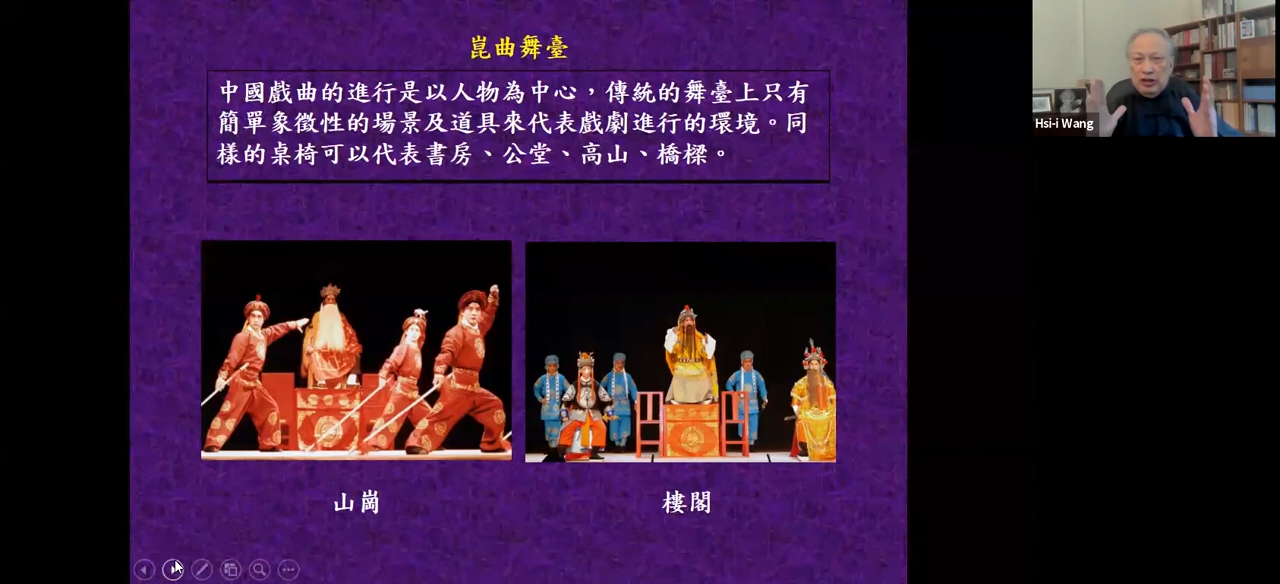 崑曲舞臺
中國戲曲的進行是以人物為中心，傳統的舞臺上只有
簡單象徵性的場景及道具來代表戲劇進行的環境。同
樣的桌椅可以代表書房、公堂、高山、橋樑。
Hsi-i Wang
山崗
樓閣